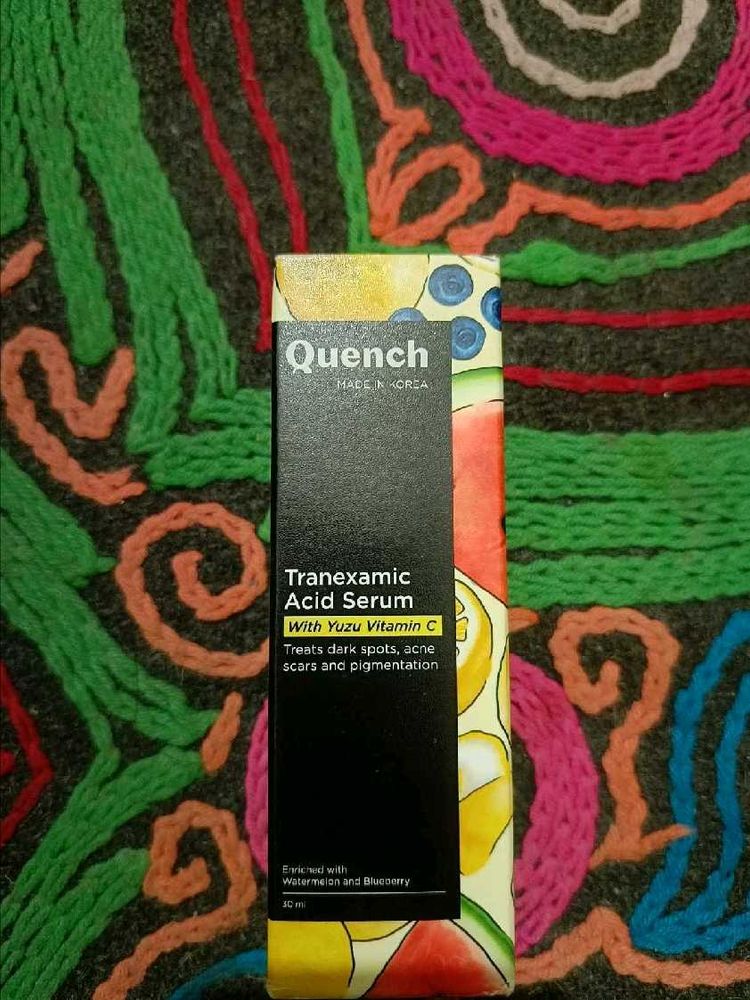 Quench
MADE IN KOREA
Tranexamic
Acid Serum
With Yuzu Vitamin C
Treats dark spots, acne
scars and pigmentation
Enriched with
Watermelon and Blueberry
30 ml